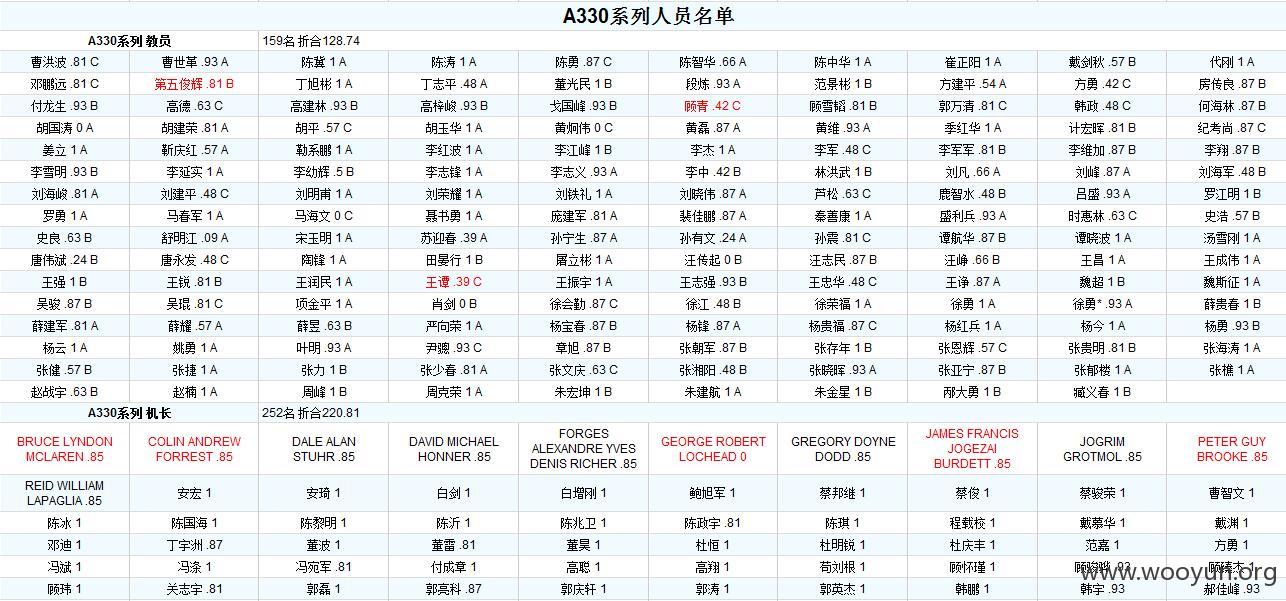 A330系列人员名单
A330系列 教员 159名 折合128.74
曹洪波 .81 C 曹世革 .93 A 陈冀 1 A 陈涛 1 A 陈勇 .87 C 陈智华 .66 A 陈中华 1 A 崔正阳 1 A 戴剑秋 .57 B 代刚 1 A
邓鹏远 .81 C 第五俊辉 .81 B 丁旭彬 1 A 丁志平 .48 A 董光民 1 B 段炼 .93 A 范景彬 1 B 方建平 .54 A 方勇 .42 C 房传良 .87 B
付龙生 .93 B 高德 .63 C 高建林 .93 B 高梓峻 .93 B 戈国峰 .93 B 顾青 .42 C 顾雪韬 .81 B 郭万清 .81 C 韩政 .48 C 何海林 .87 B
胡国涛 0 A 胡建荣 .81 A 胡平 .57 C 胡玉华 1 A 黄炯伟 0 C 黄磊 .87 A 黄维 .93 A 季红华 1 A 计宏晖 .81 B 纪考尚 .87 C
姜立 1 A 靳庆红 .57 A 勒系鹏 1 A 李红波 1 A 李江峰 1 B 李杰 1 A 李军 .48 C 李军军 .81 B 李维加 .87 B 李翔 .87 B
李雪明 .93 B 李延实 1 A 李幼辉 .5 B 李志锋 1 A 李志义 .93 A 李中 .42 B 林洪武 1 B 刘凡 .66 A 刘峰 .87 A 刘海军 .48 B
刘海峻 .81 A 刘建平 .48 C 刘明甫 1 A 刘荣耀 1 A 刘铁礼 1 A 刘晓伟 .87 A 芦松 .63 C 鹿智水 .48 B 吕盛 .93 A 罗江明 1 B
罗勇 1 A 马春军 1 A 马海文 0 C 聂书勇 1 A 庞建军 .81 A 裴佳鹏 .87 A 秦善康 1 A 盛利兵 .93 A 时惠林 .63 C 史浩 .57 B
史良 .63 B 舒明江 .09 A 宋玉明 1 A 苏迎春 .39 A 孙宁生 .87 A 孙有文 .24 A 孙震 .81 C 谭航华 .87 B 谭晓波 1 A 汤雪刚 1 A
唐伟斌 .24 B 唐永发 .48 C 陶锋 1 A 田晏行 1 B 屠立彬 1 A 汪传起 0 B 汪志民 .87 B 汪峥 .66 B 王昌 1 A 王成伟 1 A
王强 1 B 王锐 .81 B 王润民 1 A 王谭 .39 C 王振宇 1 A 王志强 .93 B 王忠华 .48 C 王铮 .87 A 魏超 1 B 魏斯征 1 A
吴骏 .87 B 吴琨 .81 C 项金平 1 A 肖剑 0 B 徐会勤 .87 C 徐江 .48 B 徐荣福 1 A 徐勇 1 A 徐勇* .93 A 薛贵春 1 B
薛建军 .81 A 薛耀 .57 A 薛昱 .63 B 严向荣 1 A 杨宝春 .87 B 杨锋 .87 A 杨贵福 .87 C 杨红兵 1 A 杨今 1 A 杨勇 .93 B
杨云 1 A 姚勇 1 A 叶明 .93 A 尹骢 .93 C 章旭 .87 B 张朝军 .87 B 张存年 1 B 张恩辉 .57 C 张贵明 .81 B 张海涛 1 A
张健 .57 B 张捷 1 A 张力 1 B 张少春 .81 A 张文庆 .63 C 张湘阳 .48 B 张晓晖 .93 A 张亚宁 .87 B 张郁楼 1 A 张樵 1 A
赵战宇 .63 B 赵楠 1 A 周峰 1 B 周克荣 1 A 朱宏坤 1 B 朱建航 1 A 朱金星 1 B 邴大勇 1 B 臧义春 1 B
A330系列 机长 252名 折合220.81
BRUCE LYNDON MCLAREN .85 COLIN ANDREW FORREST .85 DALE ALAN STUHR .85 DAVID MICHAEL HONNER .85 FORGES ALEXANDRE YVES DENIS RICHER .85 GEORGE ROBERT LOCHEAD 0 GREGORY DOYNE DODD .85 JAMES FRANCIS JOGEZAI BURDETT .85 JOGRIM GROTMOL .85 PETER GUY BROOKE .85
REID WILLIAM LAPAGLIA .85 安宏 1 安琦 1 白剑 1 白增刚 1 鲍旭军 1 蔡邦维 1 蔡俊 1 蔡骏荣 1 曹智文 1
陈冰 1 陈国海 1 陈黎明 1 陈沂 1 陈兆卫 1 陈政宇 .81 陈琪 1 程载校 1 戴慕华 1 戴渊 1
邓迪 1 丁宇洲 .87 董波 1 董雷 .81 董昊 1 杜恒 1 杜明锐 1 杜庆丰 1 范嘉 1 方勇 1
冯斌 1 冯涤 1 冯宛军 .81 付成章 1 高聪 1 高翔 1 苟刘根 1 顾怀瑾 1 .93 1
顾玮 1 关志宇 .81 郭磊 1 郭亮科 .87 郭庆轩 1 郭涛 1 郭英杰 1 韩鹏 1 韩宇 .93 郝佳峰 .93
www.wooyun.org